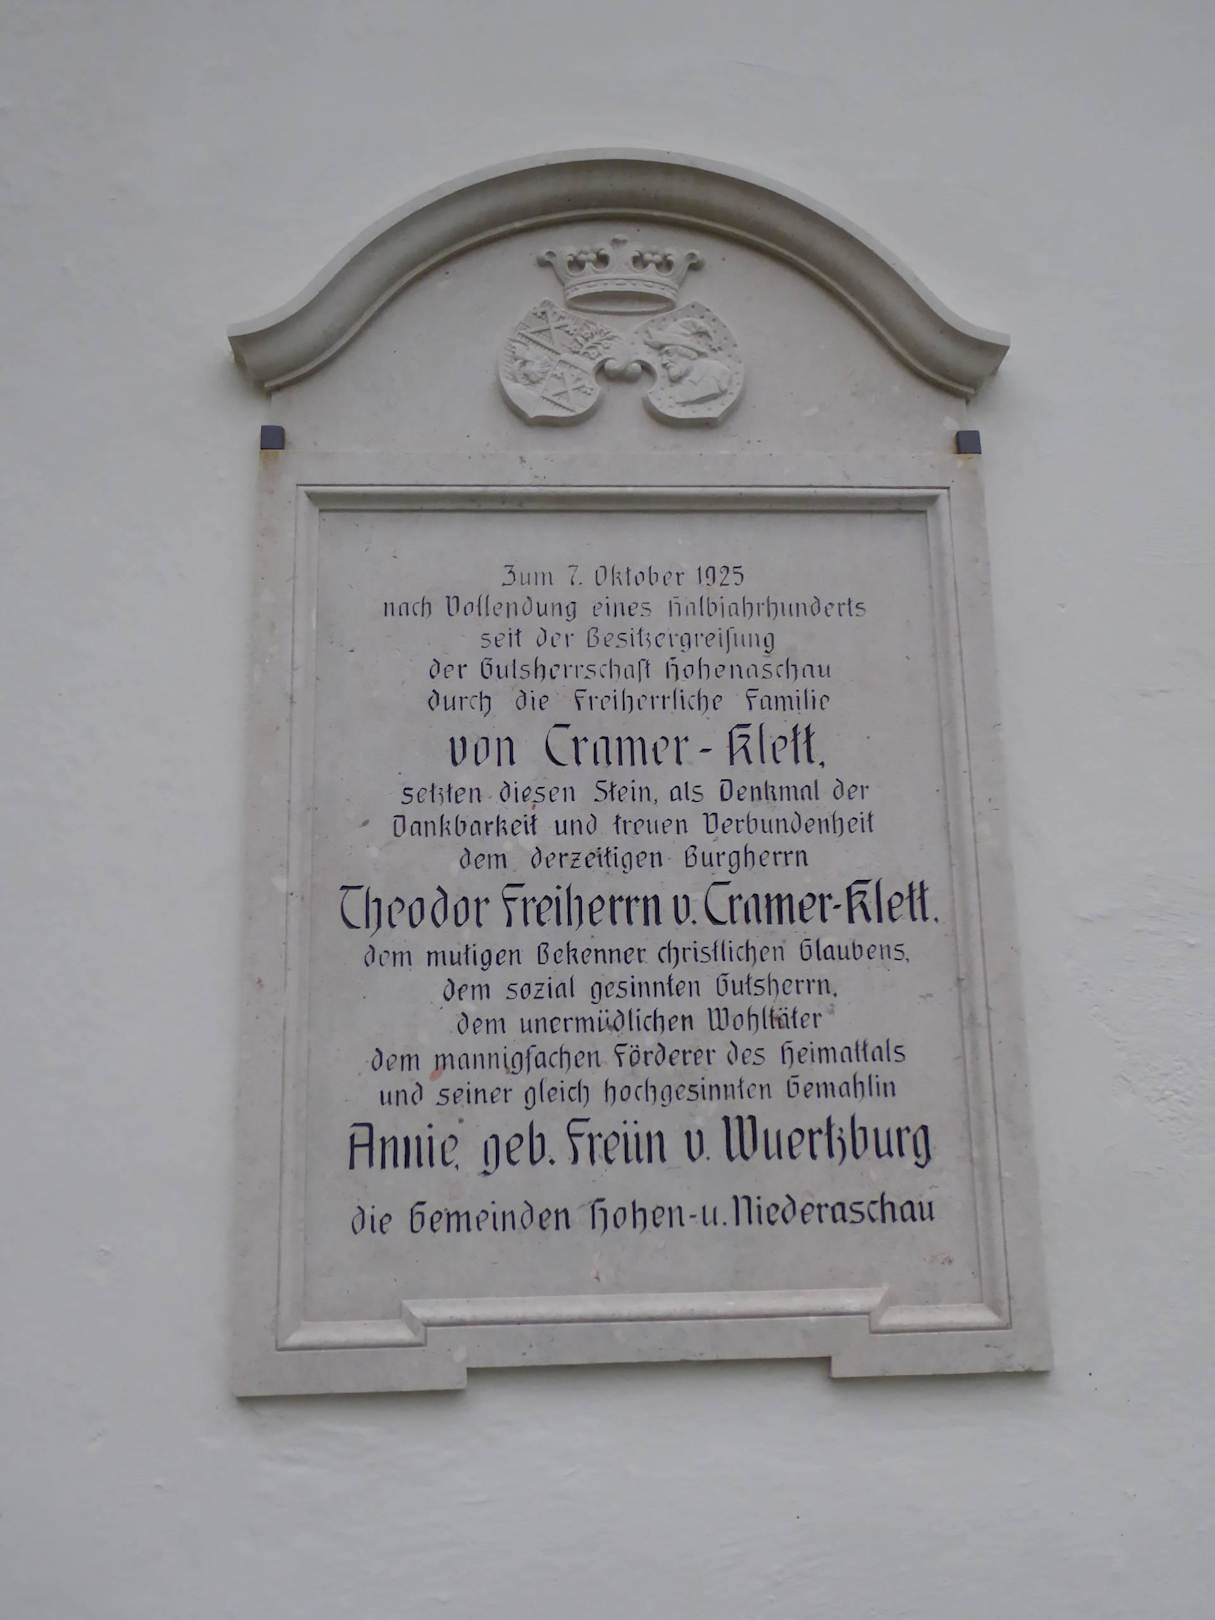 Zum 7. Oktober 1925
nach Vollendung eines Halbjahrhunderts
seit der Besitzergreifung
der Gutsherrschaft Hohenaschau
durch die Freiherrliche Familie
von Cramer-Klett,
setzten diesen Stein, als Denkmal der
Dankbarkeit und treuen Verbundenheit
dem derzeitigen Burgherrn
Theodor Freiherrn v. Cramer-Klett.
dem mutigen Bekenner christlichen Glaubens,
dem sozial gesinnten Gutsherrn,
dem unermüdlichen Wohltäter
dem mannigfachen Förderer des Heimattals
und seiner gleich hochgesinnten Gemahlin
Annie, geb. Freiin v. Wuertzburg
die Gemeinden Hohen-u. Niederaschau